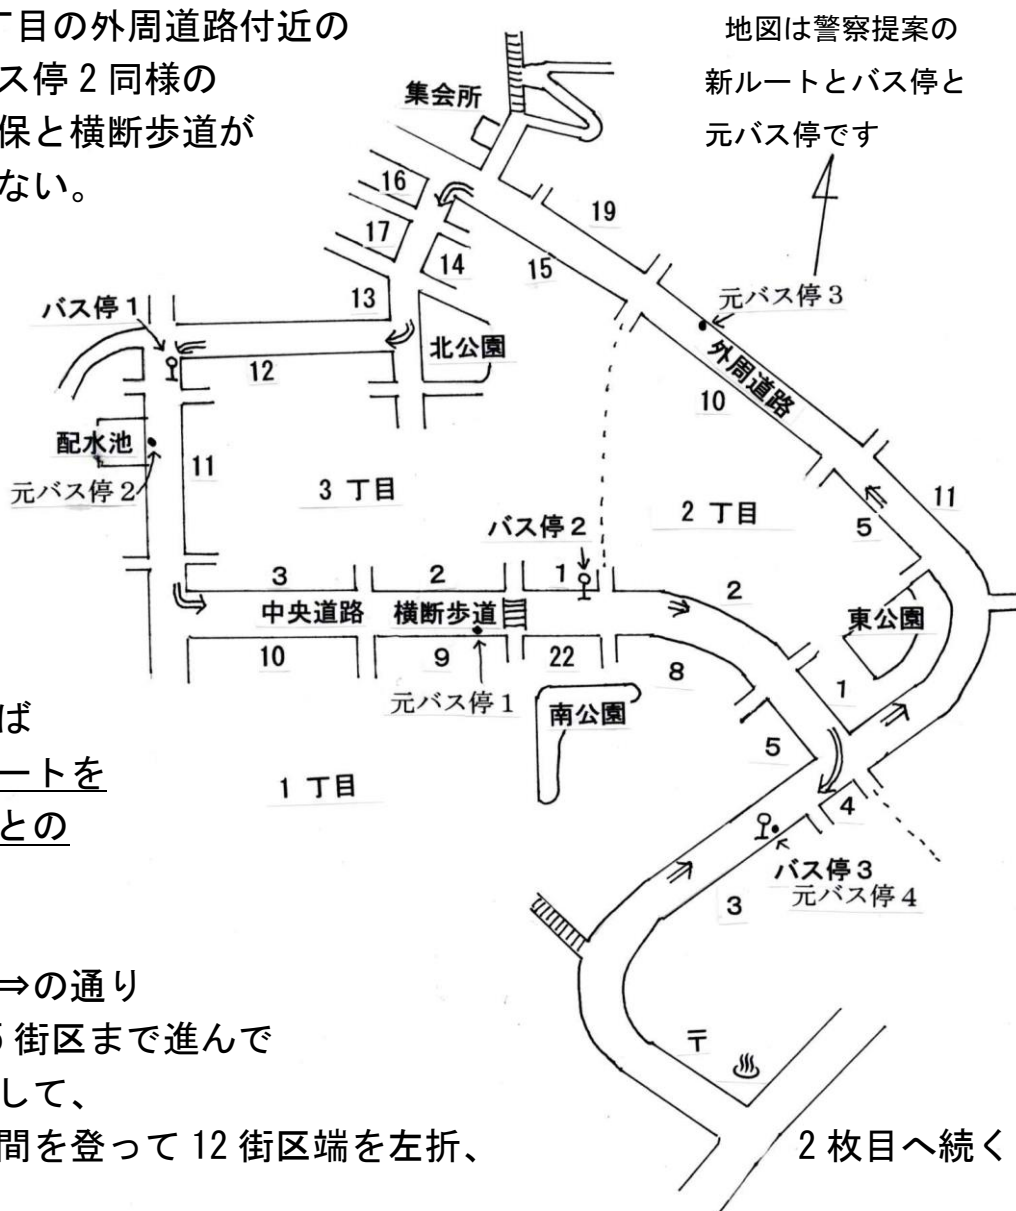 丁目の外周道路付近の
ス停2同様の
保と横断歩道が
ない。
地図は警察提案の
新ルートとバス停と
元バス停です
集会所
16
17
14
13
19
15
元バス停3
外周道路
10
バス停1
12
北公園
配水池
元バス停2
11
3 丁目
2 丁目
11
5
バス停2
3
2
1
2
中央道路
横断歩道
東公園
10
9
22
8
1
元バス停1
南公園
5
1 丁目
4
バス停3
元バス停4
3
〒
♨
ば
ートを
との
⇒の通り
5街区まで進んで
して、
間を登って12街区端を左折、
2枚目へ続く